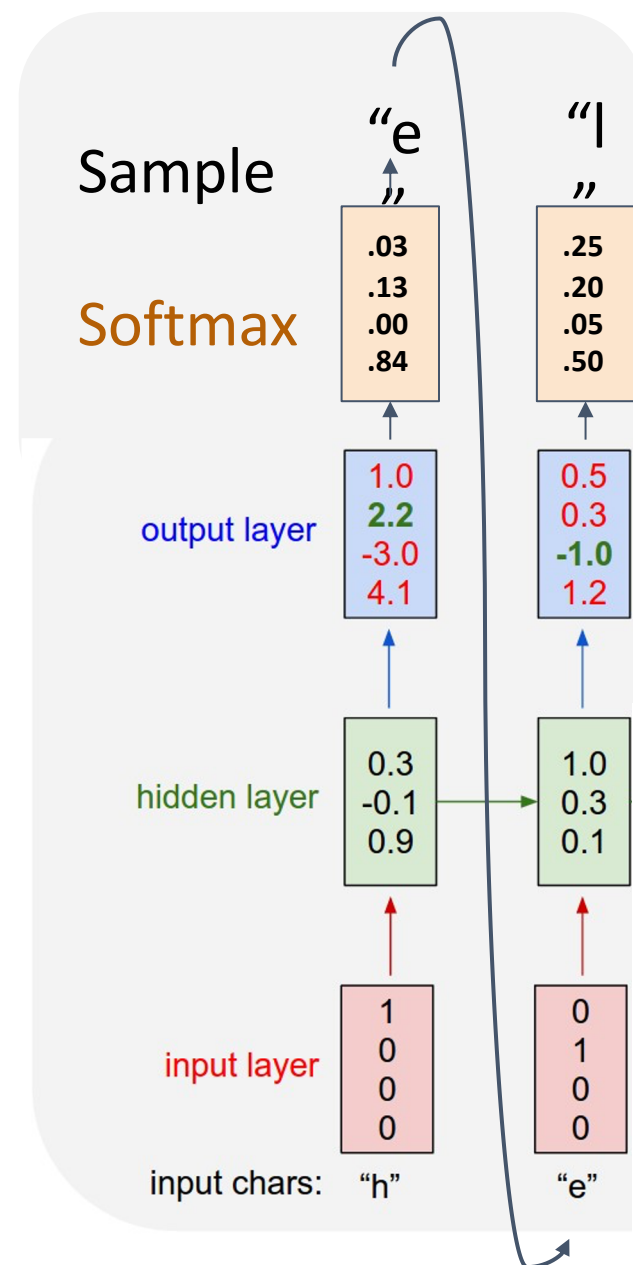 “e ”
“l ”
Sample
.03 .25
.13 .20
Softmax
.00 .05
.84 .50
1.0 0.5
output layer 2.2 0.3
-3.0 -1.0
4.1 1.2
0.3 1.0
hidden layer -0.1 0.3
0.9 0.1
1 0
input layer 0 1
0 0
0 0
input chars: “h” “e”